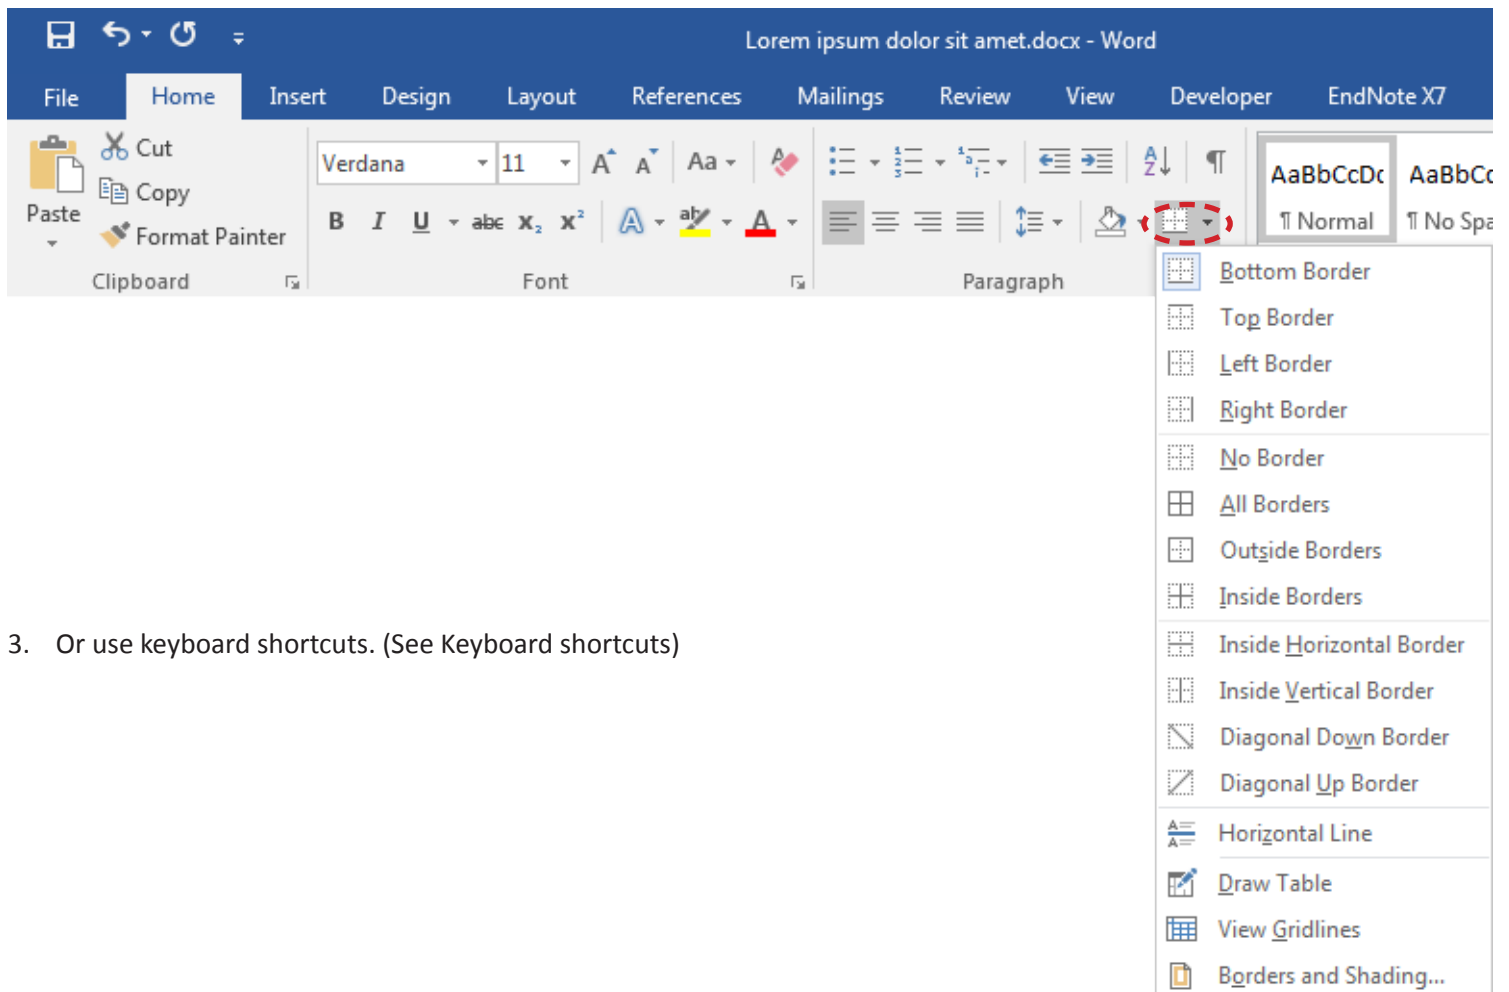 Lorem ipsum dolor sit amet.docx - Word
File Home Insert Design Layout References Mailings Review View Developer EndNote X7
Paste
Cut
Copy
Format Painter
Clipboard
Verdana 11 Aa
B I U abc X₂ X² A aby A
Font
Paragraph
AaBbCcDc AaBbCc
¶ Normal ¶ No Spa
Bottom Border
Top Border
Left Border
Right Border
No Border
All Borders
Outside Borders
Inside Borders
Inside Horizontal Border
Inside Vertical Border
Diagonal Down Border
Diagonal Up Border
Horizontal Line
Draw Table
View Gridlines
Borders and Shading...
3. Or use keyboard shortcuts. (See Keyboard shortcuts)